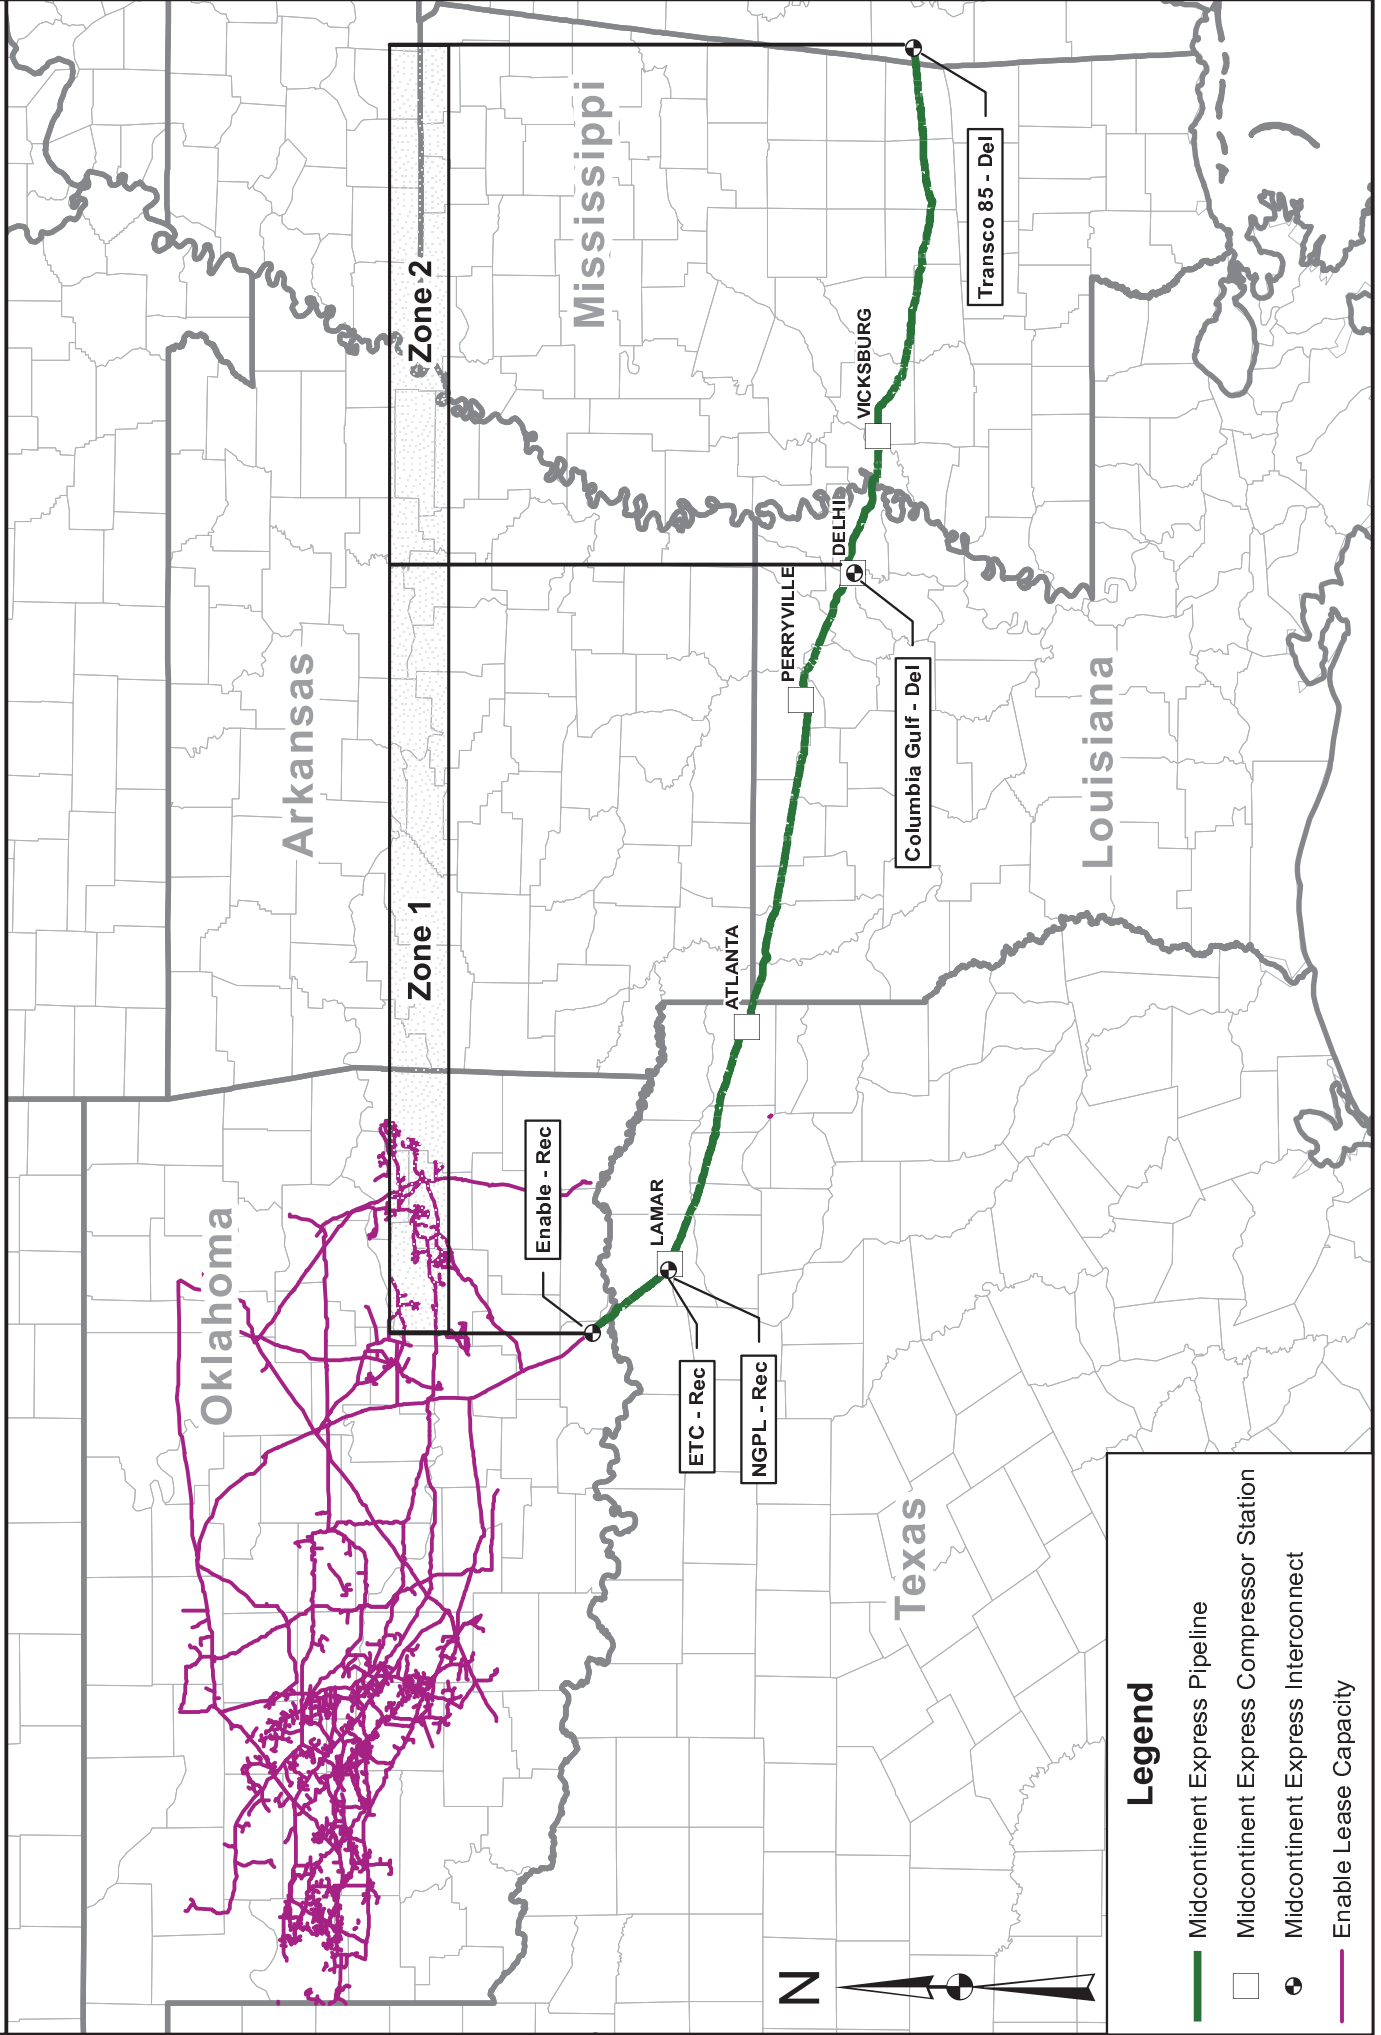 Oklahoma
Arkansas
Mississippi
Zone 1
Zone 2
Enable - Rec
LAMAR
ATLANTA
PERRYVILLE
DELHI
VICKSBURG
ETC - Rec
NGPL - Rec
Columbia Gulf - Del
Transco 85 - Del
Texas
Louisiana
N
Legend
Midcontinent Express Pipeline
Midcontinent Express Compressor Station
Midcontinent Express Interconnect
Enable Lease Capacity